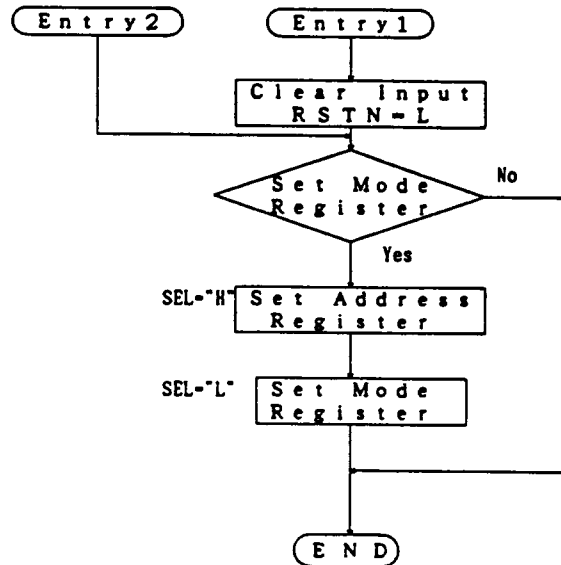 Entry2
Entry1
Clear Input
RSTN=L
Set Mode
Register
No
Yes
SEL="H"
Set Address
Register
SEL="L"
Set Mode
Register
END